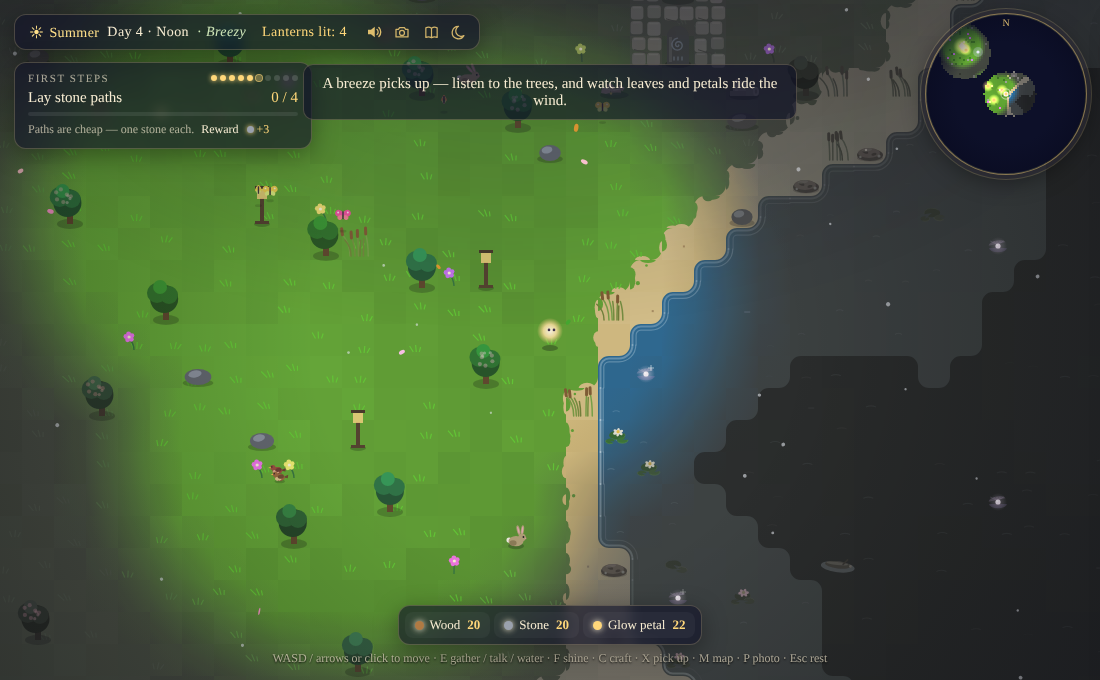 Summer Day 4 · Noon · Breezy Lanterns lit: 4
N
FIRST STEPS
Lay stone paths 0 / 4
Paths are cheap — one stone each. Reward +3
A breeze picks up — listen to the trees, and watch leaves and petals ride the
wind.
Wood 20 Stone 20 Glow petal 22
WASD / arrows or click to move · E gather / talk / water · F shine · C craft · X pick up · M map · P photo · Esc rest